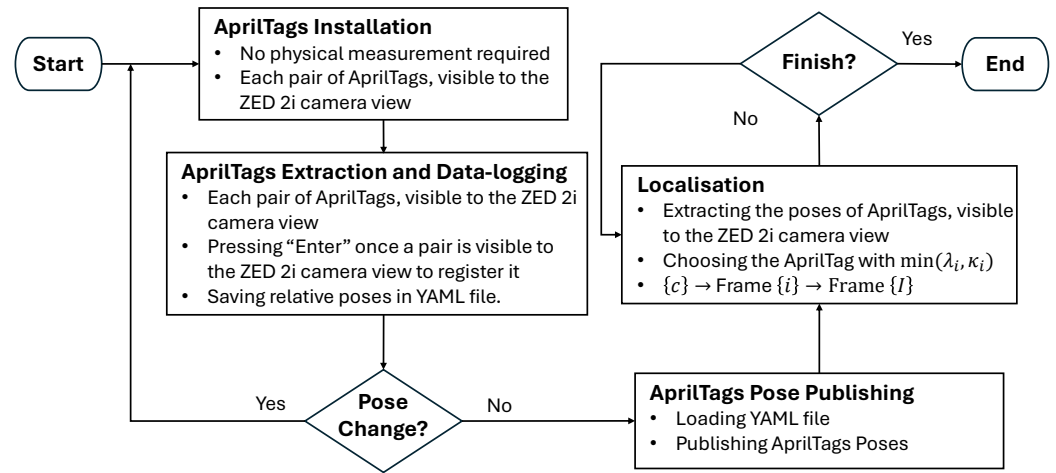 Start
AprilTags Installation
• No physical measurement required
• Each pair of AprilTags, visible to the
ZED 2i camera view
AprilTags Extraction and Data-logging
• Each pair of AprilTags, visible to the ZED 2i
camera view
• Pressing “Enter” once a pair is visible to
the ZED 2i camera view to register it
• Saving relative poses in YAML file.
Pose
Change?
Yes
No
AprilTags Pose Publishing
• Loading YAML file
• Publishing AprilTags Poses
Localisation
• Extracting the poses of AprilTags, visible
to the ZED 2i camera view
• Choosing the AprilTag with min(λᵢ, κᵢ)
• {c} → Frame {i} → Frame {I}
Finish?
No
Yes
End